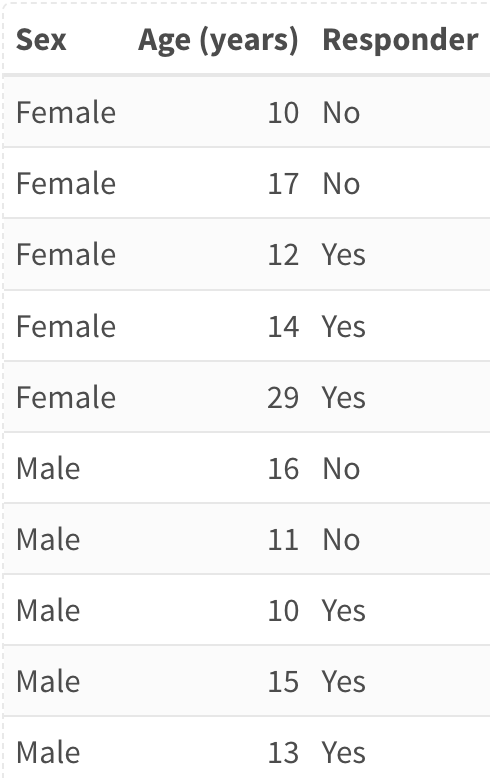 Sex Age (years) Responder
Female 10 No
Female 17 No
Female 12 Yes
Female 14 Yes
Female 29 Yes
Male 16 No
Male 11 No
Male 10 Yes
Male 15 Yes
Male 13 Yes